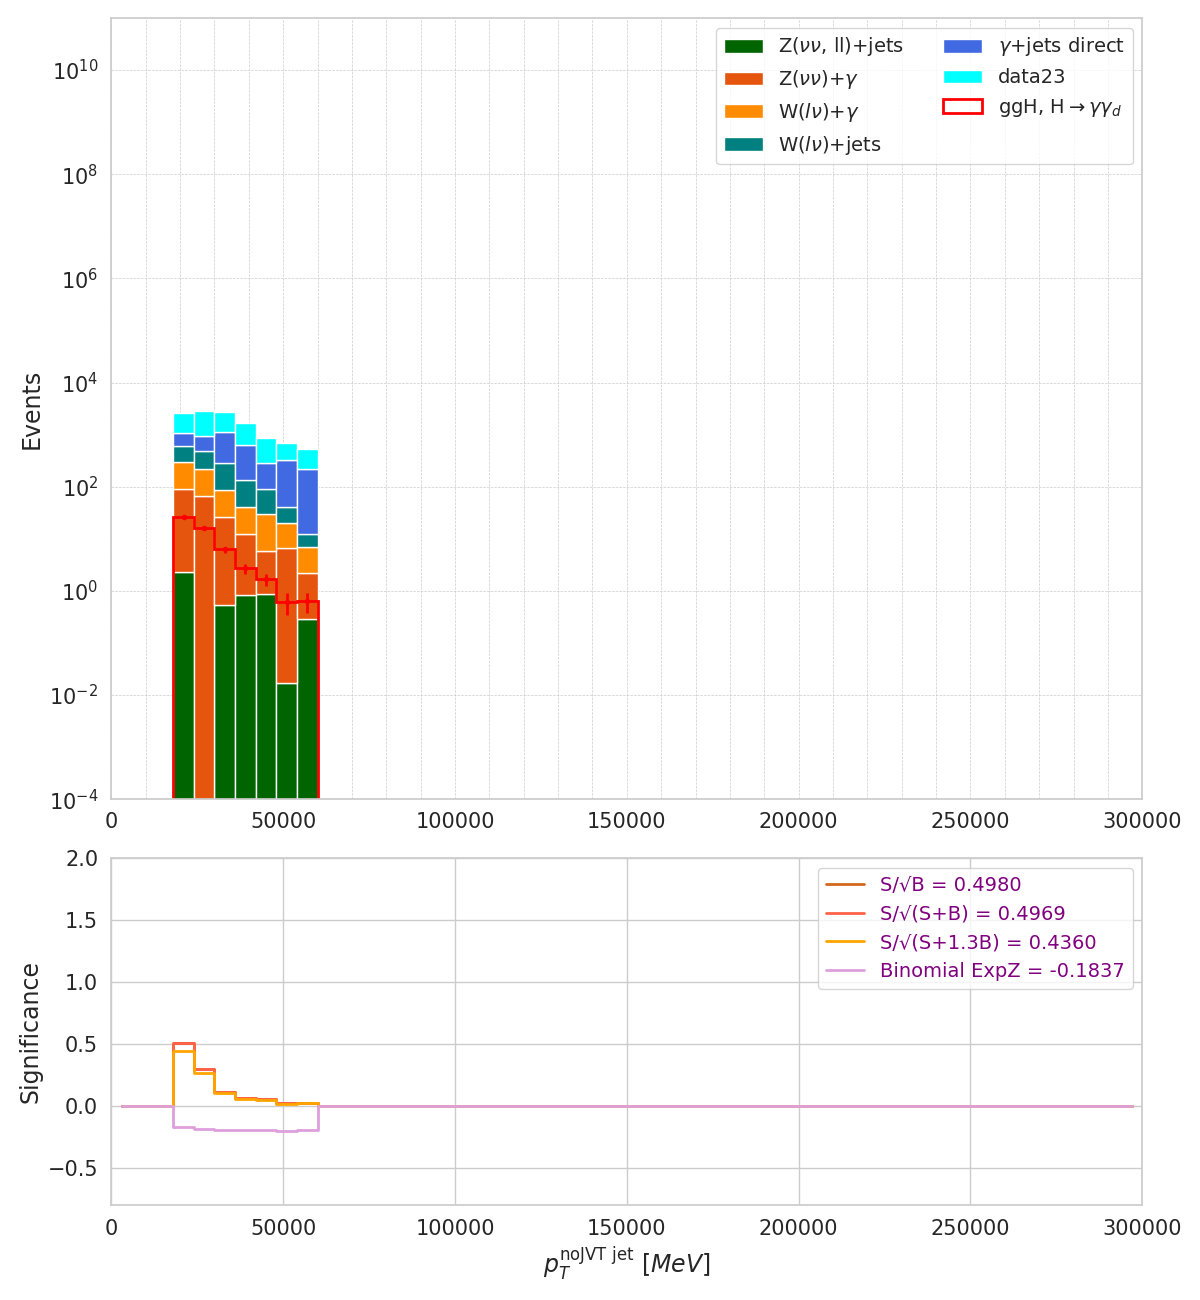 Z(νν, ll)+jets
Z(νν)+γ
W(lν)+γ
W(lν)+jets
γ+jets direct
data23
ggH, H→γγ_d
Events
10^10
10^8
10^6
10^4
10^2
10^0
10^−2
10^−4
0 50000 100000 150000 200000 250000 300000
S/√B = 0.4980
S/√(S+B) = 0.4969
S/√(S+1.3B) = 0.4360
Binomial ExpZ = -0.1837
Significance
2.0
1.5
1.0
0.5
0.0
−0.5
0 50000 100000 150000 200000 250000 300000
p_T^noJVT jet [MeV]